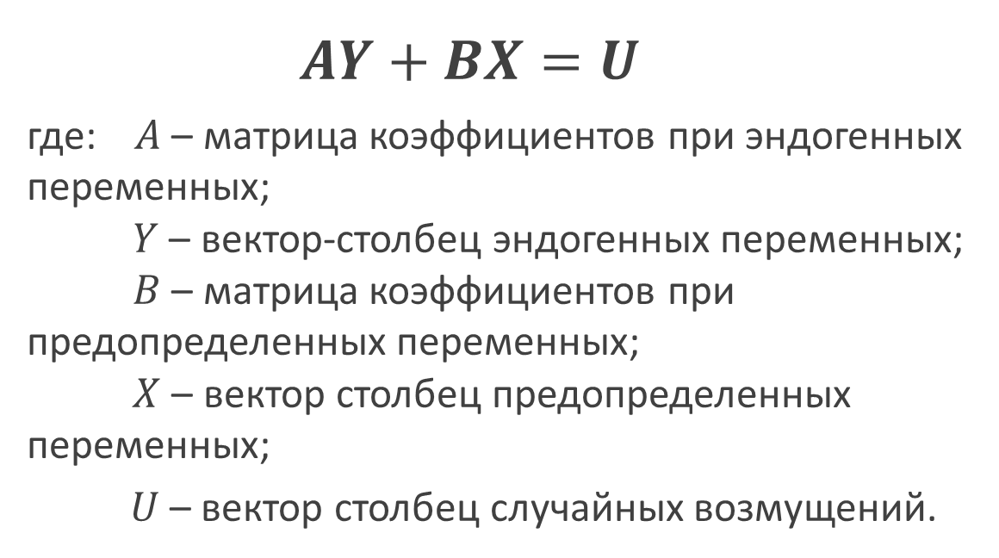 AY + BX = U
где: A – матрица коэффициентов при эндогенных
переменных;
Y – вектор-столбец эндогенных переменных;
B – матрица коэффициентов при
предопределенных переменных;
X – вектор столбец предопределенных
переменных;
U – вектор столбец случайных возмущений.